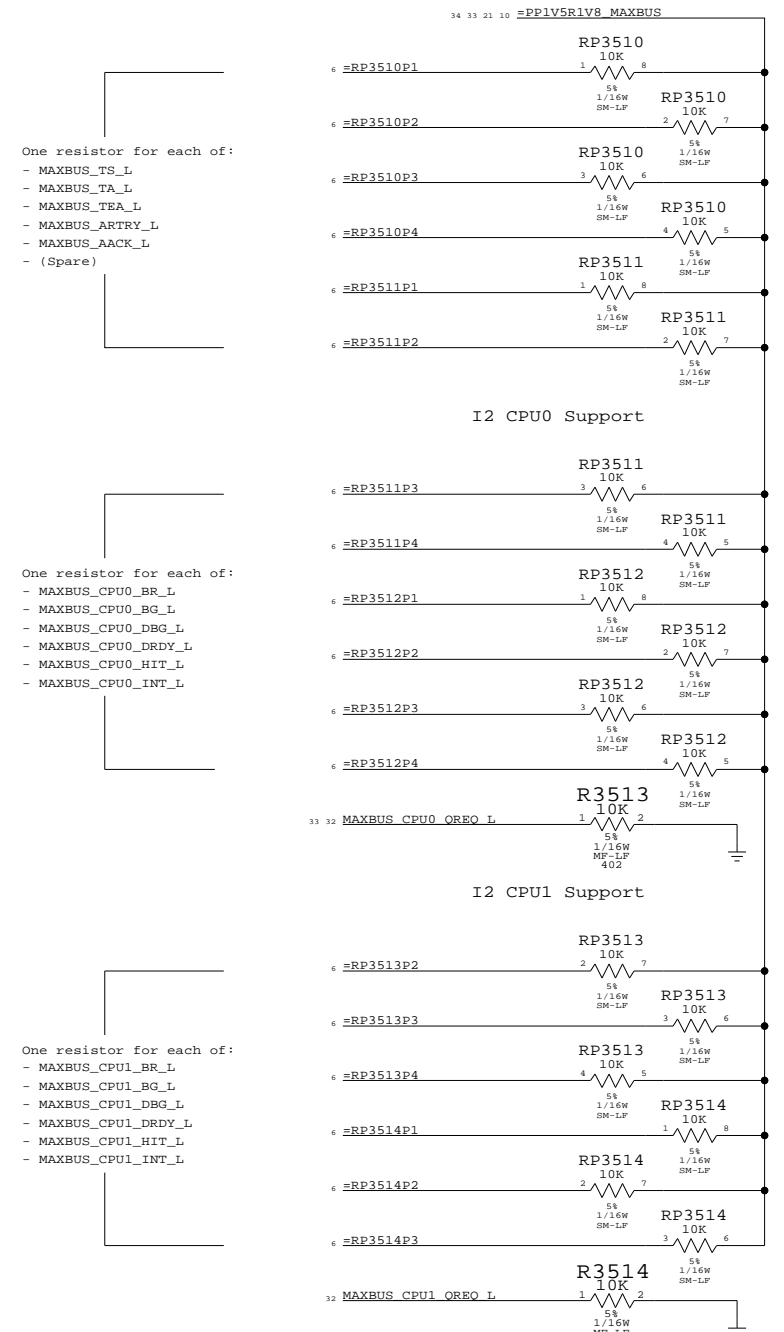 34 33 21 10 =PP1V5R1V8_MAXBUS
RP3510
10K
6 =RP3510P1 1 8
5%
1/16W
SM-LF
RP3510
10K
6 =RP3510P2 2 7
5%
1/16W
SM-LF
One resistor for each of:
- MAXBUS_TS_L
- MAXBUS_TA_L
- MAXBUS_TEA_L
- MAXBUS_ARTRY_L
- MAXBUS_AACK_L
- (Spare)
RP3510
10K
6 =RP3510P3 3 6
5%
1/16W
SM-LF
RP3510
10K
6 =RP3510P4 4 5
5%
1/16W
SM-LF
RP3511
10K
6 =RP3511P1 1 8
5%
1/16W
SM-LF
RP3511
10K
6 =RP3511P2 2 7
5%
1/16W
SM-LF
I2 CPU0 Support
RP3511
10K
6 =RP3511P3 3 6
5%
1/16W
SM-LF
RP3511
10K
6 =RP3511P4 4 5
5%
1/16W
SM-LF
One resistor for each of:
- MAXBUS_CPU0_BR_L
- MAXBUS_CPU0_BG_L
- MAXBUS_CPU0_DBG_L
- MAXBUS_CPU0_DRDY_L
- MAXBUS_CPU0_HIT_L
- MAXBUS_CPU0_INT_L
RP3512
10K
6 =RP3512P1 1 8
5%
1/16W
SM-LF
RP3512
10K
6 =RP3512P2 2 7
5%
1/16W
SM-LF
RP3512
10K
6 =RP3512P3 3 6
5%
1/16W
SM-LF
RP3512
10K
6 =RP3512P4 4 5
5%
1/16W
SM-LF
R3513
10K
33 32 MAXBUS_CPU0_QREQ_L 1 2
5%
1/16W
MF-LF
402
I2 CPU1 Support
RP3513
10K
6 =RP3513P2 2 7
5%
1/16W
SM-LF
RP3513
10K
6 =RP3513P3 3 6
5%
1/16W
SM-LF
One resistor for each of:
- MAXBUS_CPU1_BR_L
- MAXBUS_CPU1_BG_L
- MAXBUS_CPU1_DBG_L
- MAXBUS_CPU1_DRDY_L
- MAXBUS_CPU1_HIT_L
- MAXBUS_CPU1_INT_L
RP3513
10K
6 =RP3513P4 4 5
5%
1/16W
SM-LF
RP3514
10K
6 =RP3514P1 1 8
5%
1/16W
SM-LF
RP3514
10K
6 =RP3514P2 2 7
5%
1/16W
SM-LF
RP3514
10K
6 =RP3514P3 3 6
5%
1/16W
SM-LF
R3514
10K
32 MAXBUS_CPU1_QREQ_L 1 2
5%
1/16W